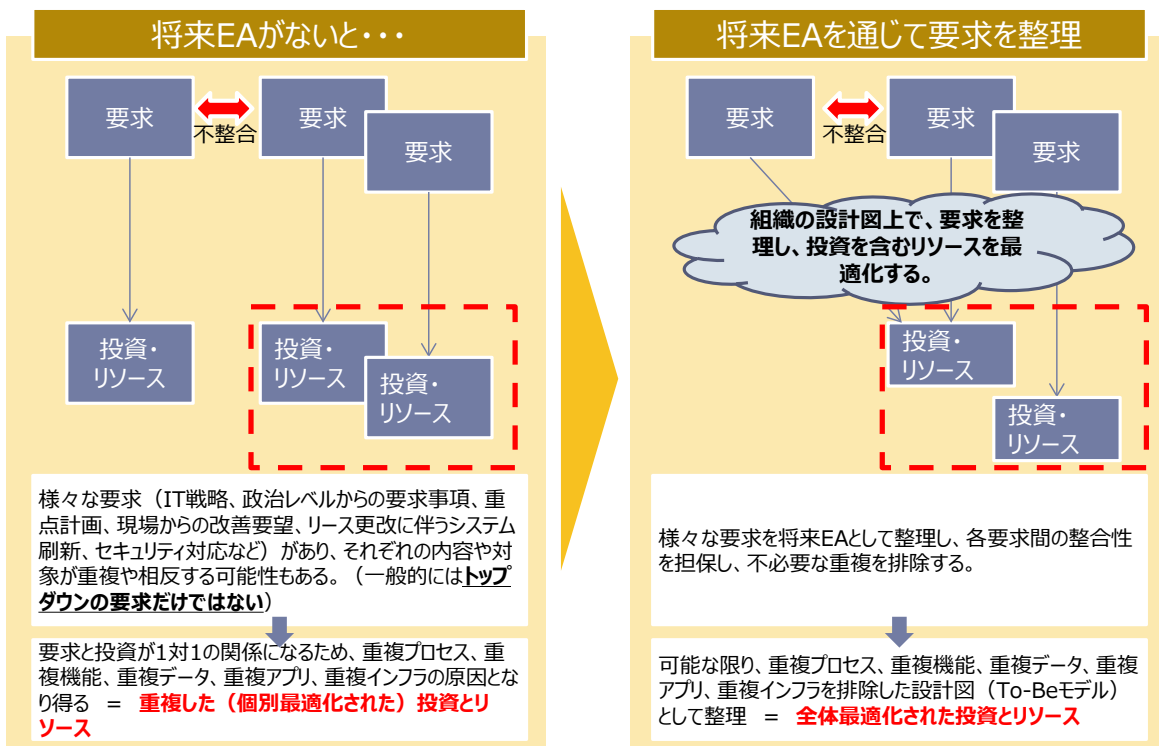 将来EAがないと・・・
要求
不整合
要求
要求
投資・
リソース
投資・
リソース
投資・
リソース
様々な要求（IT戦略、政治レベルからの要求事項、重
点計画、現場からの改善要望、リース更改に伴うシステム
刷新、セキュリティ対応など）があり、それぞれの内容や対
象が重複や相反する可能性もある。（一般的にはトップ
ダウンの要求だけではない）
要求と投資が1対1の関係になるため、重複プロセス、重
複機能、重複データ、重複アプリ、重複インフラの原因とな
り得る ＝ 重複した（個別最適化された）投資とリ
ソース
将来EAを通じて要求を整理
要求
不整合
要求
要求
組織の設計図上で、要求を整
理し、投資を含むリソースを最
適化する。
投資・
リソース
投資・
リソース
様々な要求を将来EAとして整理し、各要求間の整合性
を担保し、不必要な重複を排除する。
可能な限り、重複プロセス、重複機能、重複データ、重複
アプリ、重複インフラを排除した設計図（To-Beモデル）
として整理 ＝ 全体最適化された投資とリソース